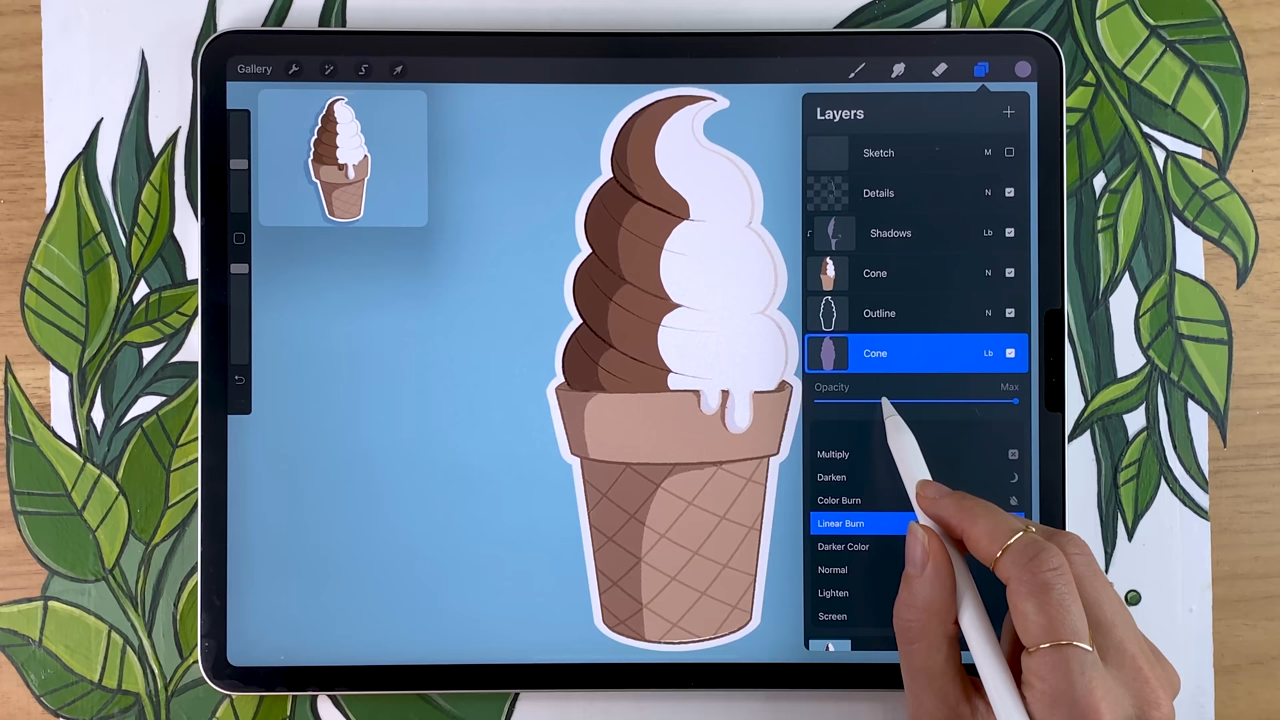 Gallery
Layers
Sketch M
Details N
Shadows Lb
Cone N
Outline N
Cone Lb
Opacity Max
Multiply
Darken
Color Burn
Linear Burn
Darker Color
Normal
Lighten
Screen